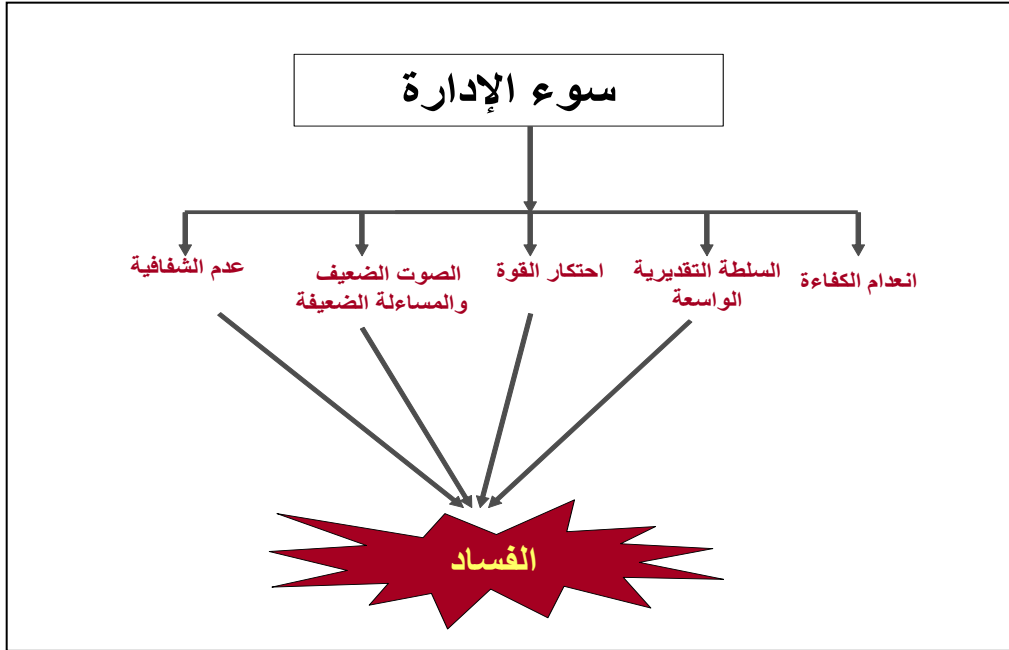 سوء الإدارة
انعدام الكفاءة
السلطة التقديرية
الواسعة
احتكار القوة
الصوت الضعيف
والمساءلة الضعيفة
عدم الشفافية
الفساد